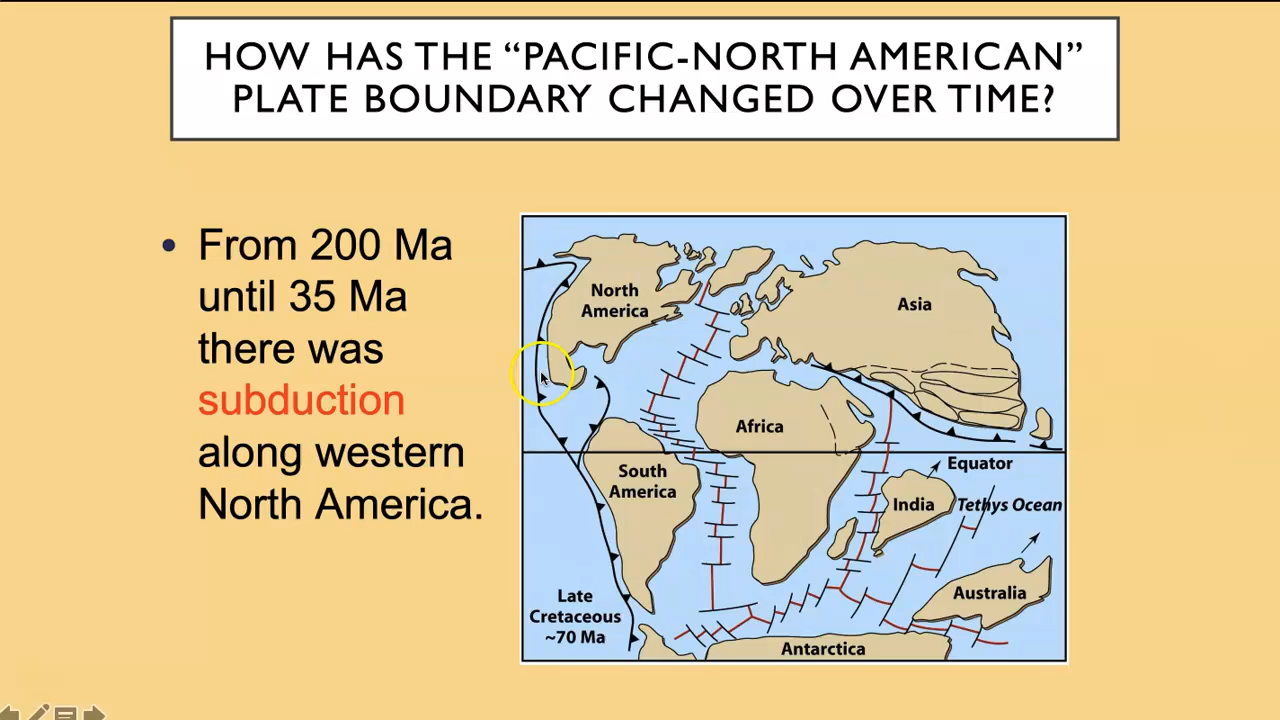 HOW HAS THE “PACIFIC-NORTH AMERICAN”
PLATE BOUNDARY CHANGED OVER TIME?
• From 200 Ma
until 35 Ma
there was
subduction
along western
North America.
North
America
Asia
Africa
South
America
Equator
India
Tethys Ocean
Australia
Late
Cretaceous
~70 Ma
Antarctica